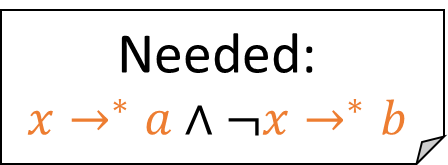 Needed:
x →* a ∧ ¬x →* b